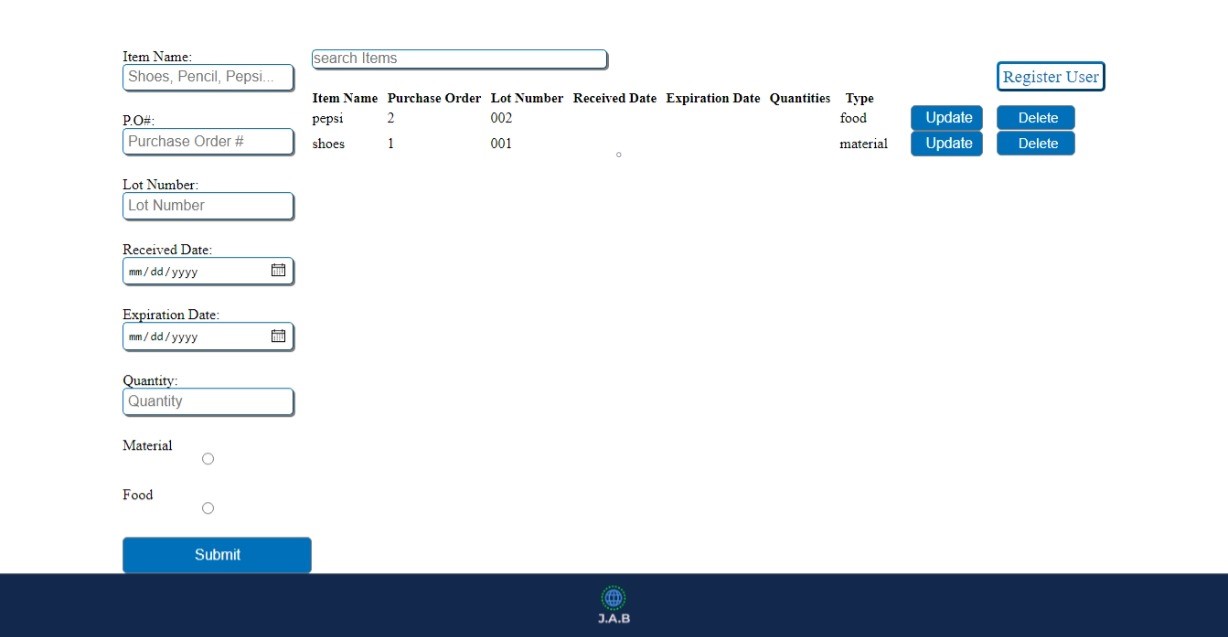 Item Name:
Shoes, Pencil, Pepsi...
P.O#:
Purchase Order #
Lot Number:
Lot Number
Received Date:
mm/dd/yyyy
Expiration Date:
mm/dd/yyyy
Quantity:
Quantity
Material
Food
Submit
search Items
Register User
Item Name Purchase Order Lot Number Received Date Expiration Date Quantities Type
pepsi 2 002 food Update Delete
shoes 1 001 material Update Delete
J.A.B